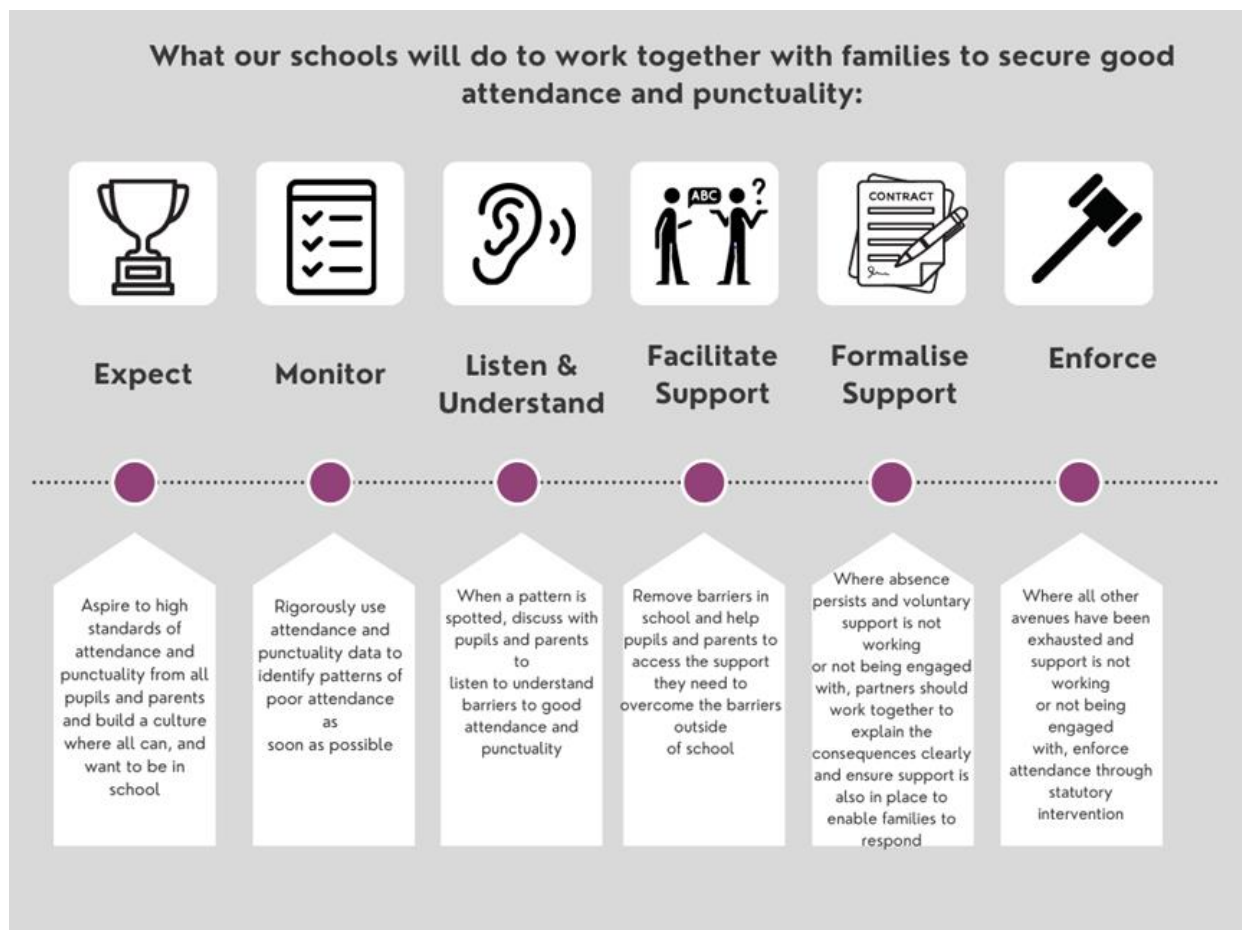 What our schools will do to work together with families to secure good
attendance and punctuality:
ABC
?
CONTRACT
Expect
Monitor
Listen &
Understand
Facilitate
Support
Formalise
Support
Enforce
Aspire to high
standards of
attendance and
punctuality from all
pupils and parents
and build a culture
where all can, and
want to be in
school
Rigorously use
attendance and
punctuality data to
identify patterns of
poor attendance
as
soon as possible
When a pattern is
spotted, discuss with
pupils and parents
to
listen to understand
barriers to good
attendance and
punctuality
Remove barriers in
school and help
pupils and parents to
access the support
they need to
overcome the barriers
outside
of school
Where absence
persists and voluntary
support is not
working
or not being engaged
with, partners should
work together to
explain the
consequences clearly
and ensure support is
also in place to
enable families to
respond
Where all other
avenues have been
exhausted and
support is not
working
or not being
engaged
with, enforce
attendance through
statutory
intervention